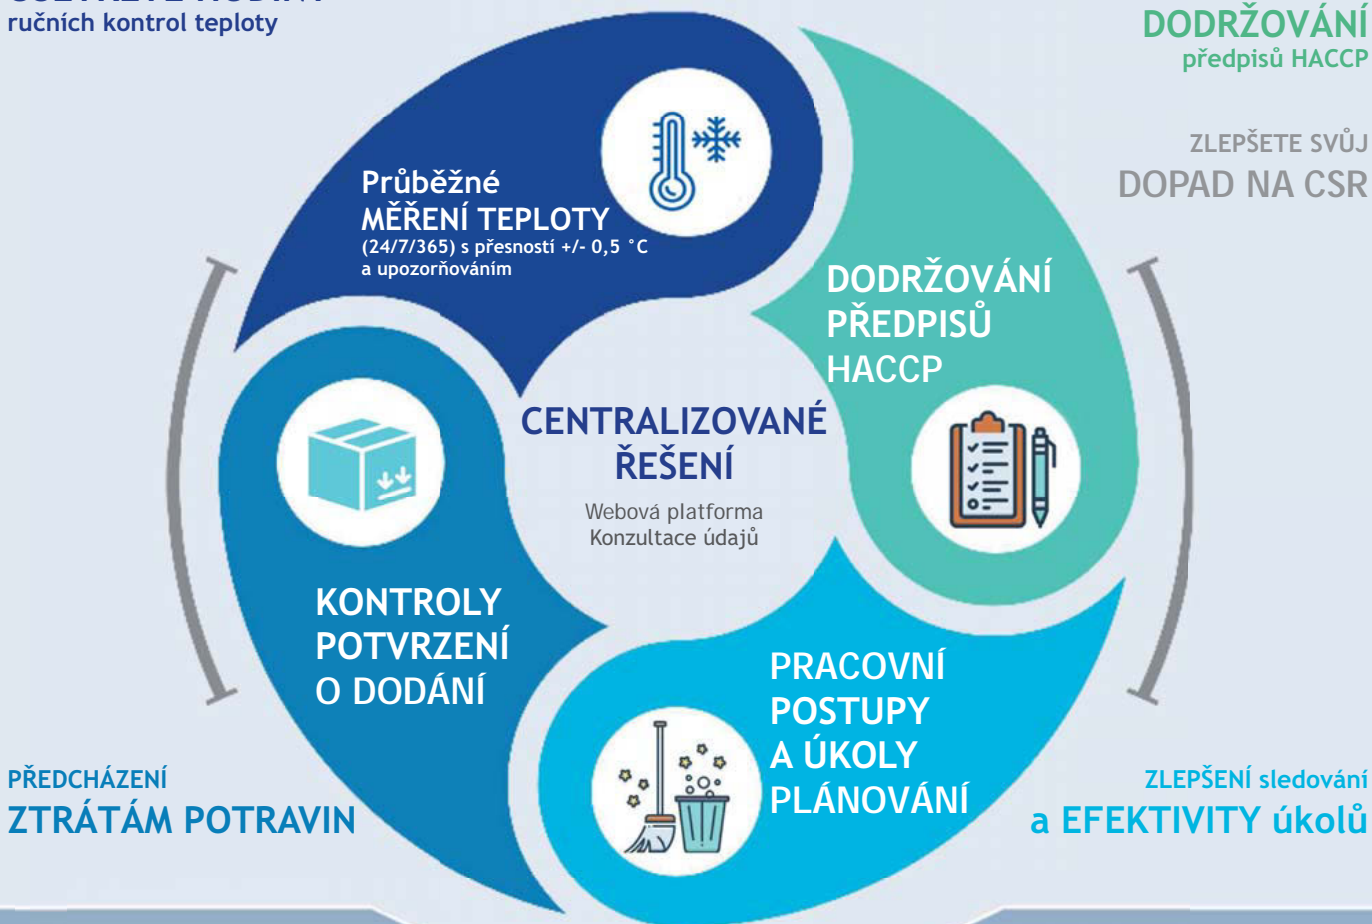 ručních kontrol teploty
DODRŽOVÁNÍ
předpisů HACCP
ZLEPŠETE SVŮJ
DOPAD NA CSR
Průběžné
MĚŘENÍ TEPLOTY
(24/7/365) s přesností +/- 0,5 °C
a upozorňováním
DODRŽOVÁNÍ
PŘEDPISŮ
HACCP
CENTRALIZOVANÉ
ŘEŠENÍ
Webová platforma
Konzultace údajů
KONTROLY
POTVRZENÍ
O DODÁNÍ
PRACOVNÍ
POSTUPY
A ÚKOLY
PLÁNOVÁNÍ
PŘEDCHÁZENÍ
ZTRÁTÁM POTRAVIN
ZLEPŠENÍ sledování
a EFEKTIVITY úkolů